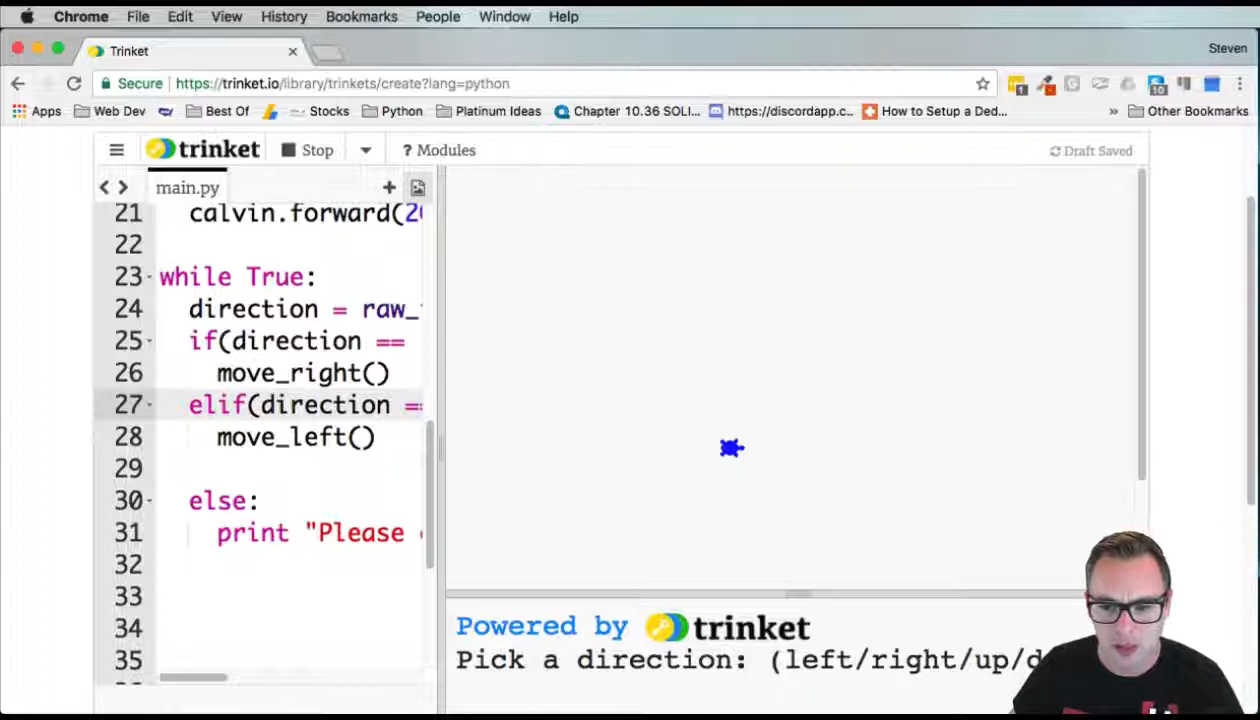 Chrome File Edit View History Bookmarks People Window Help
Trinket
Steven
Secure https://trinket.io/library/trinkets/create?lang=python
Apps Web Dev Best Of Stocks Python Platinum Ideas Chapter 10.36 SOLI... https://discordapp.c... How to Setup a Ded... » Other Bookmarks
trinket Stop ? Modules Draft Saved
main.py
21 calvin.forward(20
22
23 while True:
24 direction = raw_
25 if(direction ==
26 move_right()
27 elif(direction ==
28 move_left()
29
30 else:
31 print "Please
32
33
34
35
Powered by trinket
Pick a direction: (left/right/up/d